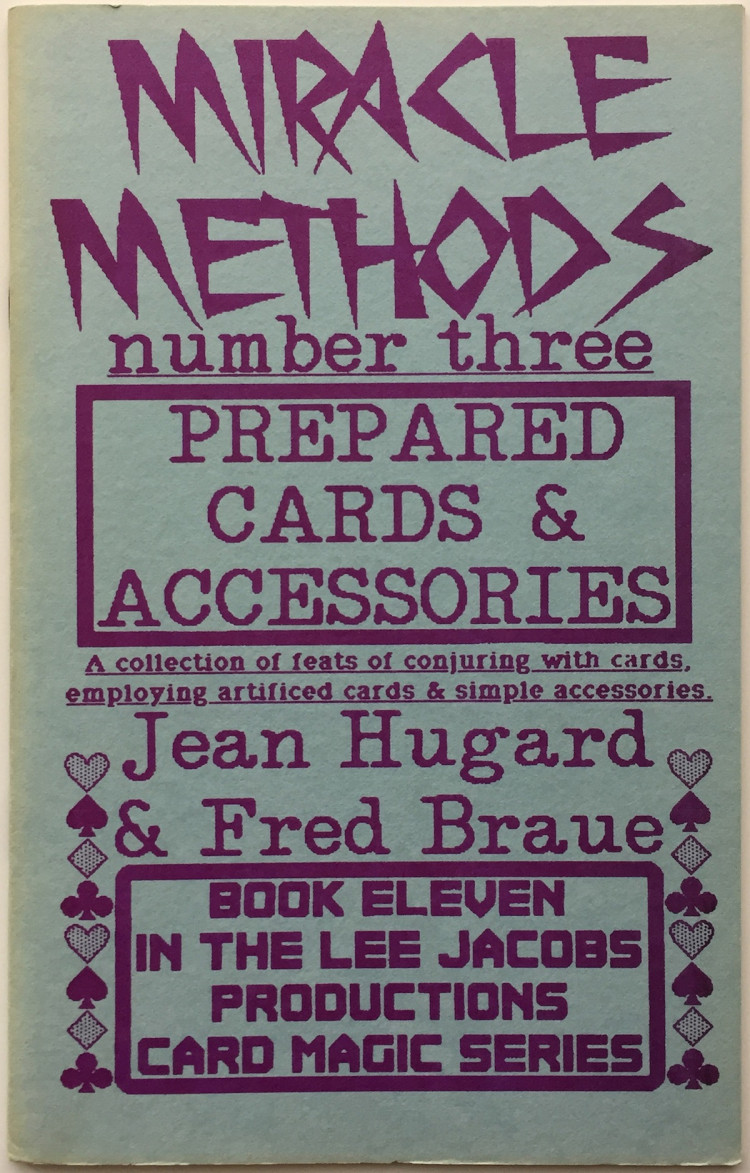 MIRACLE
METHODS
number three
PREPARED
CARDS &
ACCESSORIES
A collection of feats of conjuring with cards,
employing artificed cards & simple accessories.
Jean Hugard
& Fred Braue
BOOK ELEVEN
IN THE LEE JACOBS
PRODUCTIONS
CARD MAGIC SERIES